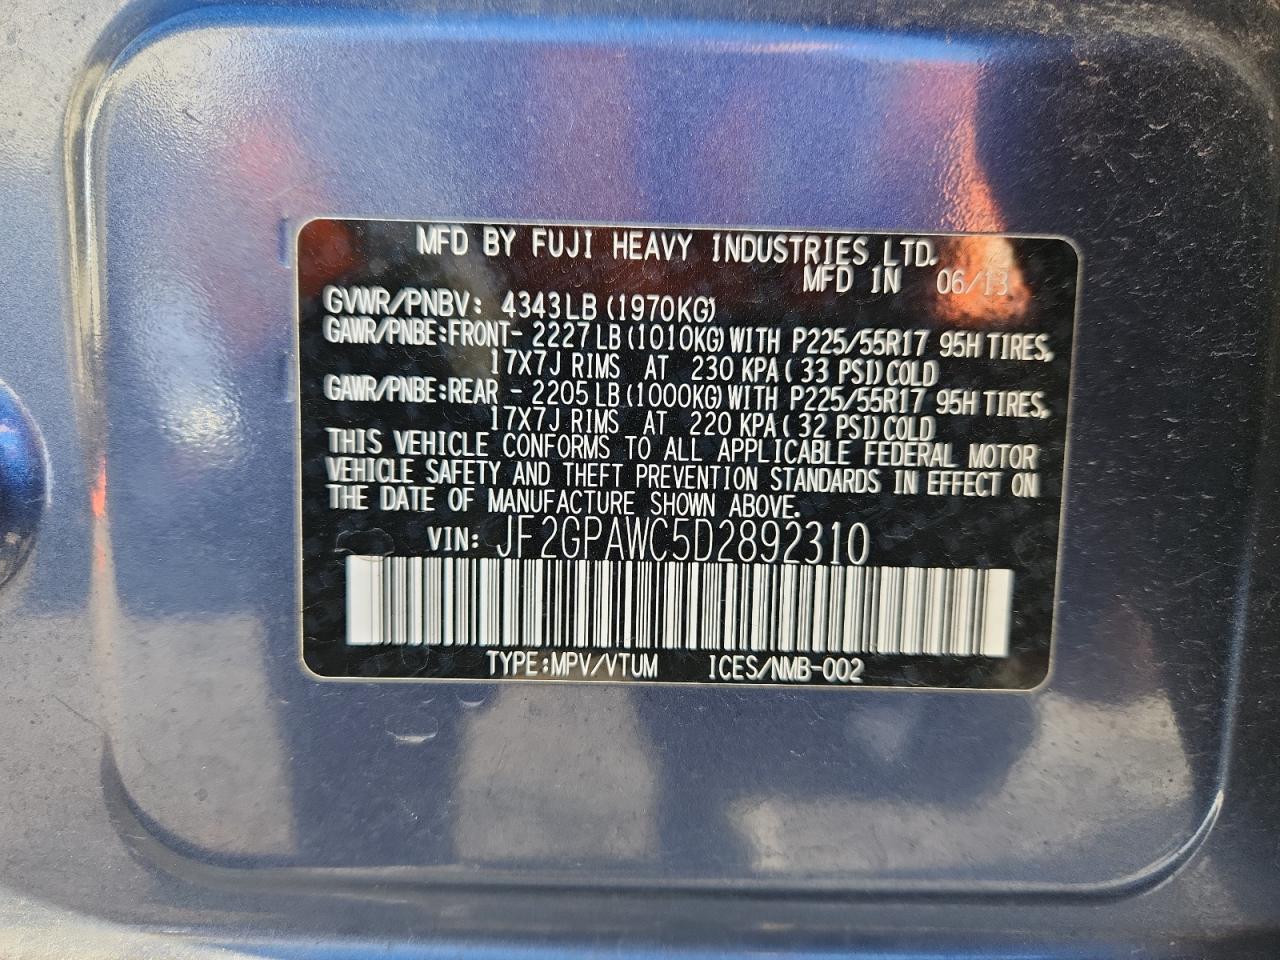 MFD BY FUJI HEAVY INDUSTRIES LTD.
MFD IN 06/13
GVWR/PNBV: 4343LB (1970KG)
GAWR/PNBE:FRONT- 2227LB (1010KG) WITH P225/55R17 95H TIRES,
17X7J RIMS AT 230 KPA( 33 PSI) COLD
GAWR/PNBE:REAR - 2205LB (1000KG) WITH P225/55R17 95H TIRES,
17X7J RIMS AT 220 KPA( 32 PSI) COLD
THIS VEHICLE CONFORMS TO ALL APPLICABLE FEDERAL MOTOR
VEHICLE SAFETY AND THEFT PREVENTION STANDARDS IN EFFECT ON
THE DATE OF MANUFACTURE SHOWN ABOVE.
VIN: JF2GPAWC5D2892310
TYPE:MPV/VTUM ICES/NMB-002